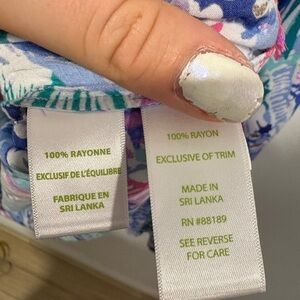 100% RAYONNE
EXCLUSIF DE L'ÉQUILIBRE
FABRIQUE EN
SRI LANKA
100% RAYON
EXCLUSIVE OF TRIM
MADE IN
SRI LANKA
RN #88189
SEE REVERSE
FOR CARE